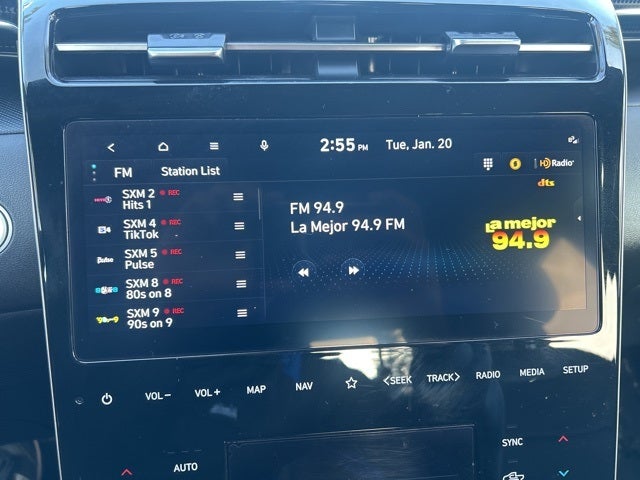 2:55 PM Tue, Jan. 20
FM Station List
HD Radio
dts
SXM 2 REC
Hits 1
SXM 4 REC
TikTok
Pulse
SXM 5 REC
Pulse
SXM 8 REC
80s on 8
SXM 9 REC
90s on 9
FM 94.9
La Mejor 94.9 FM
La mejor
94.9
VOL- VOL+ MAP NAV <SEEK TRACK> RADIO MEDIA SETUP
AUTO SYNC